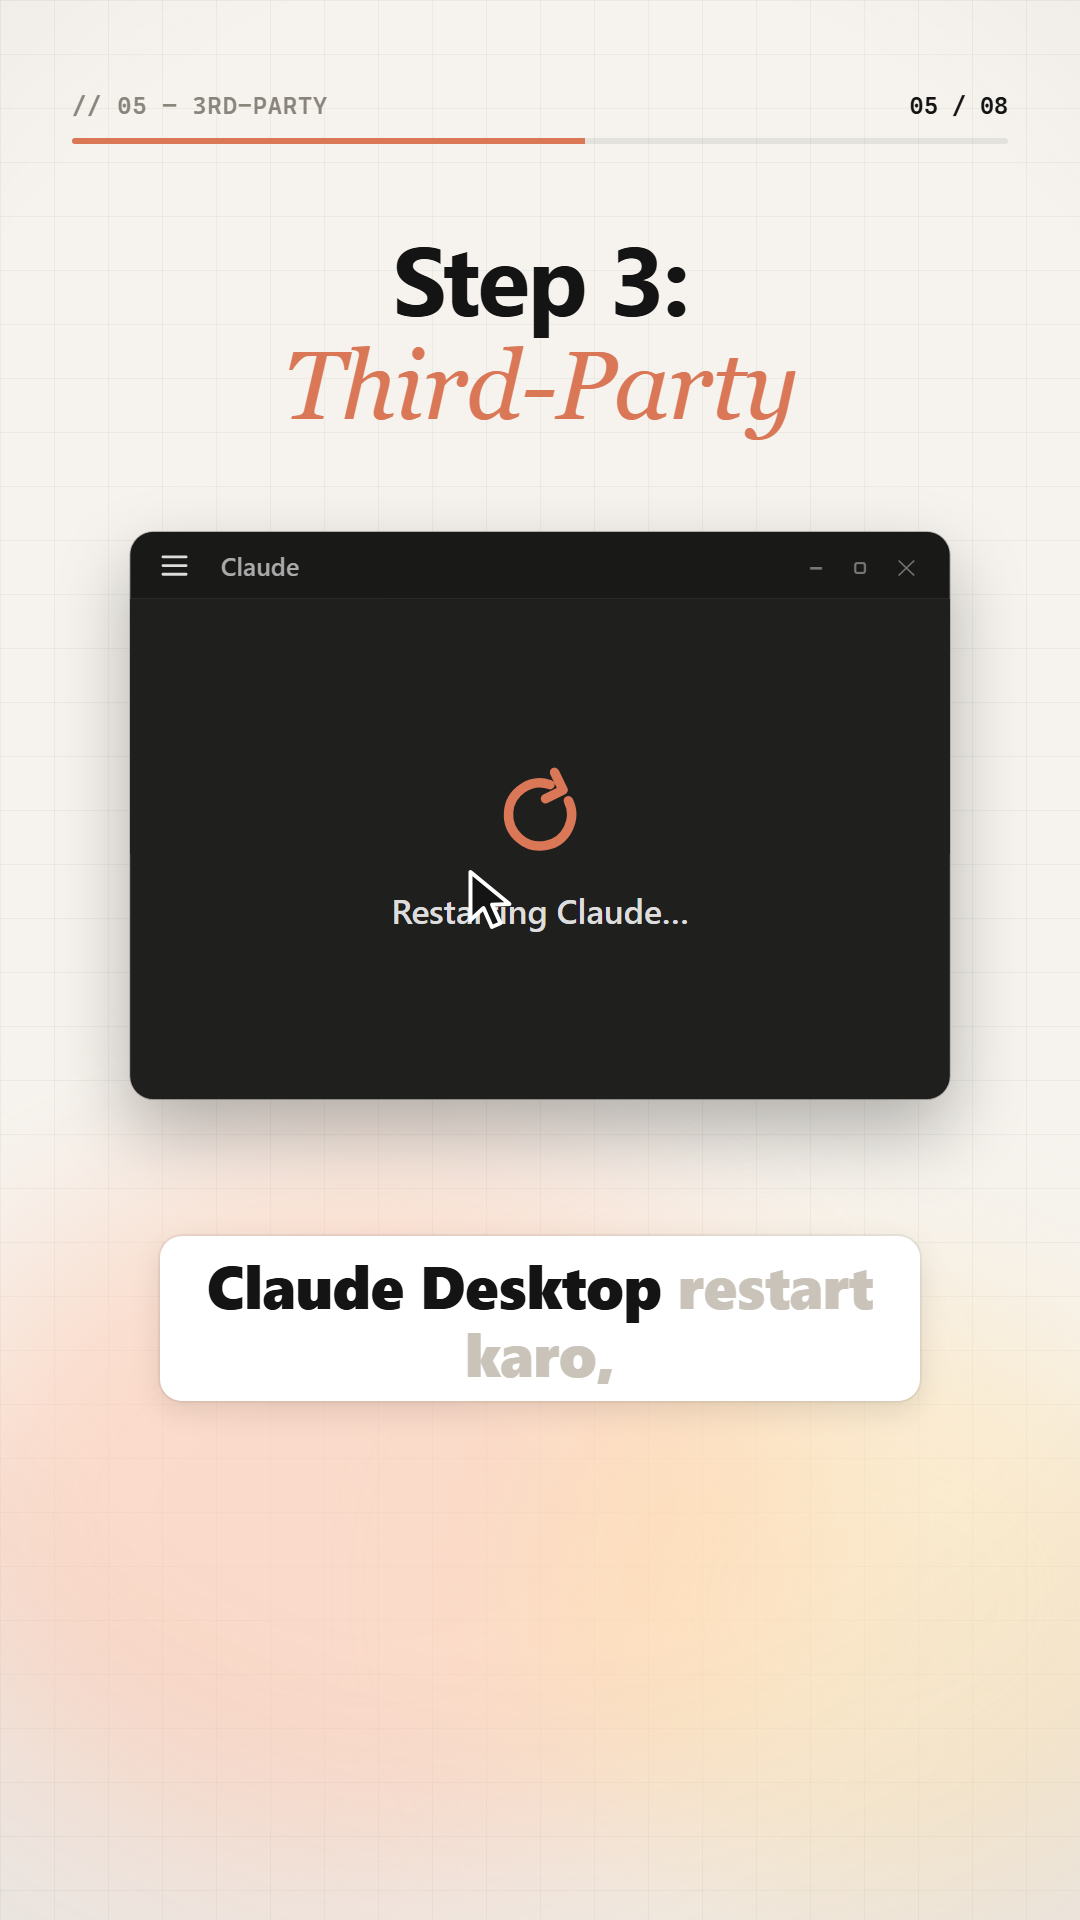 // 05 – 3RD-PARTY
05 / 08
Step 3:
Third-Party
Claude
Restarting Claude...
Claude Desktop restart
karo,